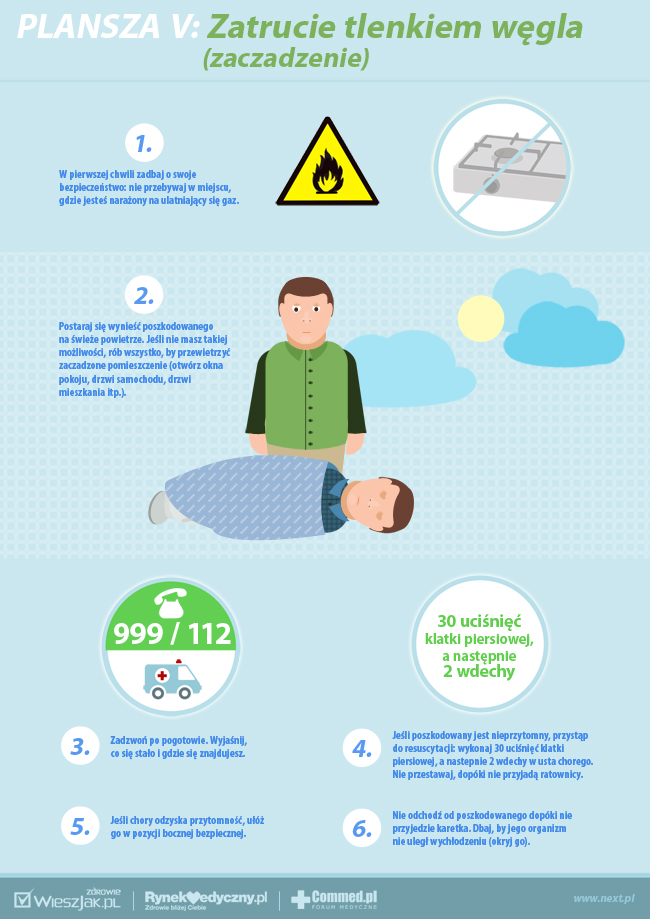 PLANSZA V: Zatrucie tlenkiem węgla
(zaczadzenie)
1.
W pierwszej chwili zadbaj o swoje
bezpieczeństwo: nie przebywaj w miejscu,
gdzie jesteś narażony na ulatniający się gaz.
2.
Postaraj się wynieść poszkodowanego
na świeże powietrze. Jeśli nie masz takiej
możliwości, rób wszystko, by przewietrzyć
zaczadzone pomieszczenie (otwórz okna
pokoju, drzwi samochodu, drzwi
mieszkania itp.).
999 / 112
30 uciśnięć
klatki piersiowej,
a następnie
2 wdechy
3.
Zadzwoń po pogotowie. Wyjaśnij,
co się stało i gdzie się znajdujesz.
4.
Jeśli poszkodowany jest nieprzytomny, przystąp
do resuscytacji: wykonaj 30 uciśnięć klatki
piersiowej, a nastepnie 2 wdechy w usta chorego.
Nie przestawaj, dopóki nie przyjadą ratownicy.
5.
Jeśli chory odzyska przytomność, ułóż
go w pozycji bocznej bezpiecznej.
6.
Nie odchodź od poszkodowanego dopóki nie
przyjedzie karetka. Dbaj, by jego organizm
nie uległ wychłodzeniu (okryj go).
ZDROWIE
WIESZJAK.PL
RynekMedyczny.pl
Zdrowie bliżej Ciebie
Commed.pl
FORUM MEDYCZNE
www.next.pl